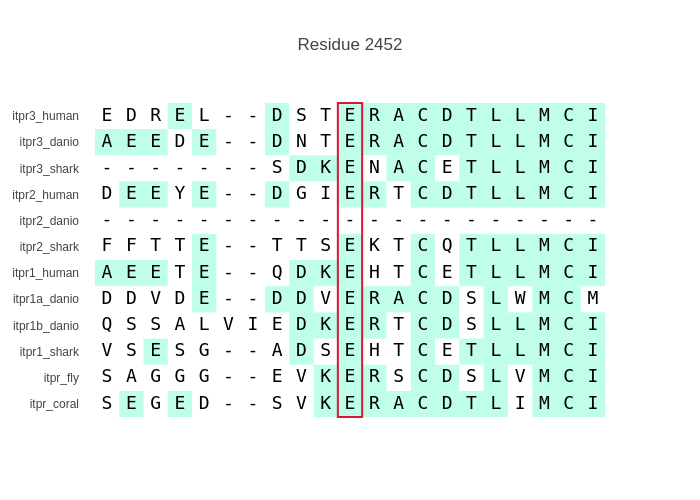 Residue 2452
itpr3_human E D R E L - - D S T E R A C D T L L M C I
itpr3_danio A E E D E - - D N T E R A C D T L L M C I
itpr3_shark - - - - - - - S D K E N A C E T L L M C I
itpr2_human D E E Y E - - D G I E R T C D T L L M C I
itpr2_danio - - - - - - - - - - - - - - - - - - - - -
itpr2_shark F F T T E - - T T S E K T C Q T L L M C I
itpr1_human A E E T E - - Q D K E H T C E T L L M C I
itpr1a_danio D D V D E - - D D V E R A C D S L W M C M
itpr1b_danio Q S S A L V I E D K E R T C D S L L M C I
itpr1_shark V S E S G - - A D S E H T C E T L L M C I
itpr_fly S A G G G - - E V K E R S C D S L V M C I
itpr_coral S E G E D - - S V K E R A C D T L I M C I